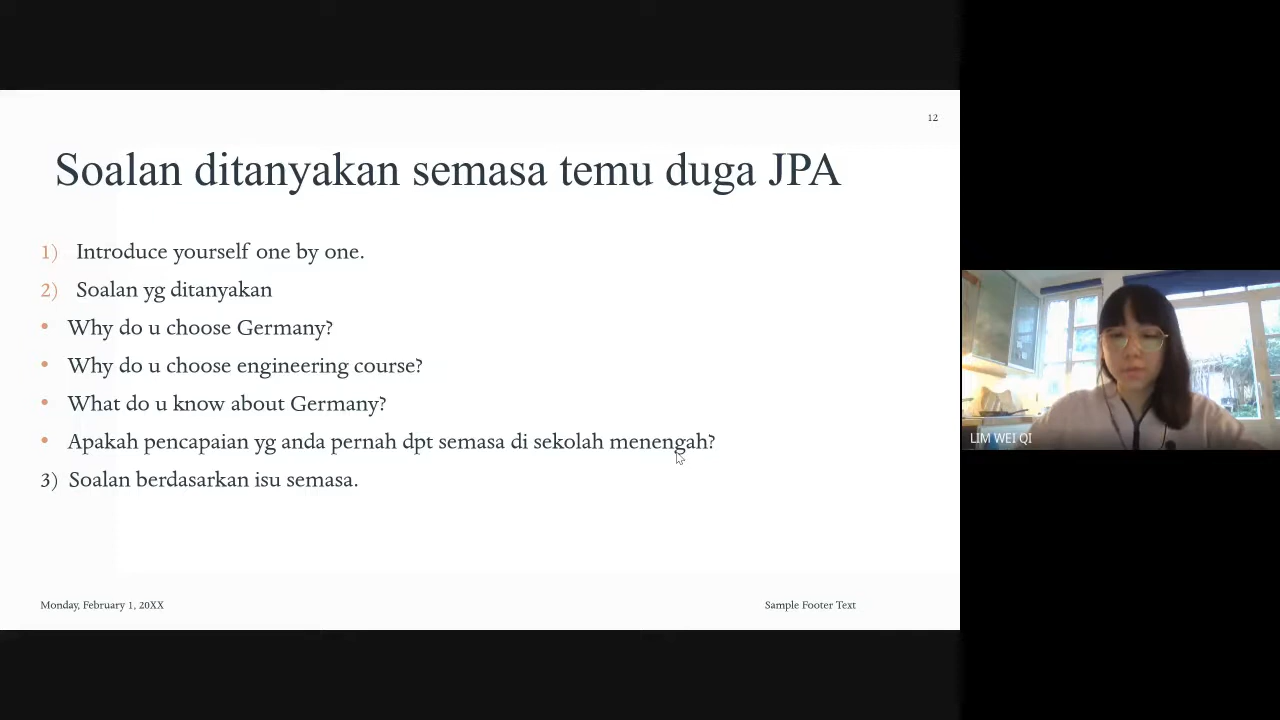 12
Soalan ditanyakan semasa temu duga JPA
1) Introduce yourself one by one.
2) Soalan yg ditanyakan
• Why do u choose Germany?
• Why do u choose engineering course?
• What do u know about Germany?
• Apakah pencapaian yg anda pernah dpt semasa di sekolah menengah?
3) Soalan berdasarkan isu semasa.
Monday, February 1, 20XX
Sample Footer Text
LIM WEI QI